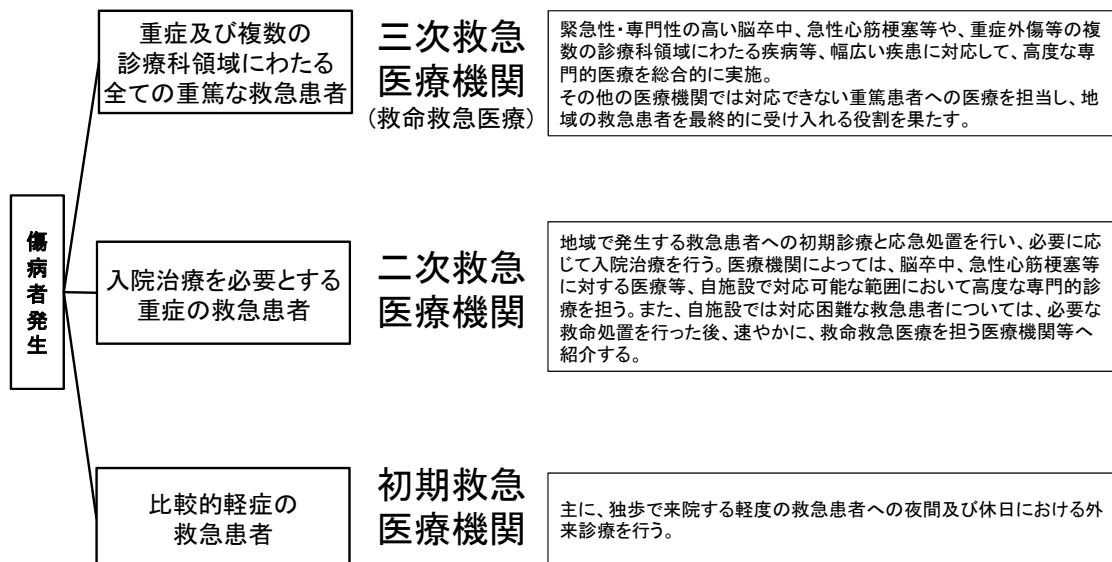 重症及び複数の
診療科領域にわたる
全ての重篤な救急患者
三次救急
医療機関
(救命救急医療)
緊急性・専門性の高い脳卒中、急性心筋梗塞等や、重症外傷等の複
数の診療科領域にわたる疾病等、幅広い疾患に対応して、高度な専
門的医療を総合的に実施。
その他の医療機関では対応できない重篤患者への医療を担当し、地
域の救急患者を最終的に受け入れる役割を果たす。
傷病者発生
入院治療を必要とする
重症の救急患者
二次救急
医療機関
地域で発生する救急患者への初期診療と応急処置を行い、必要に応
じて入院治療を行う。医療機関によっては、脳卒中、急性心筋梗塞等
に対する医療等、自施設で対応可能な範囲において高度な専門的診
療を担う。また、自施設では対応困難な救急患者については、必要な
救命処置を行った後、速やかに、救命救急医療を担う医療機関等へ
紹介する。
比較的軽症の
救急患者
初期救急
医療機関
主に、独歩で来院する軽度の救急患者への夜間及び休日における外
来診療を行う。